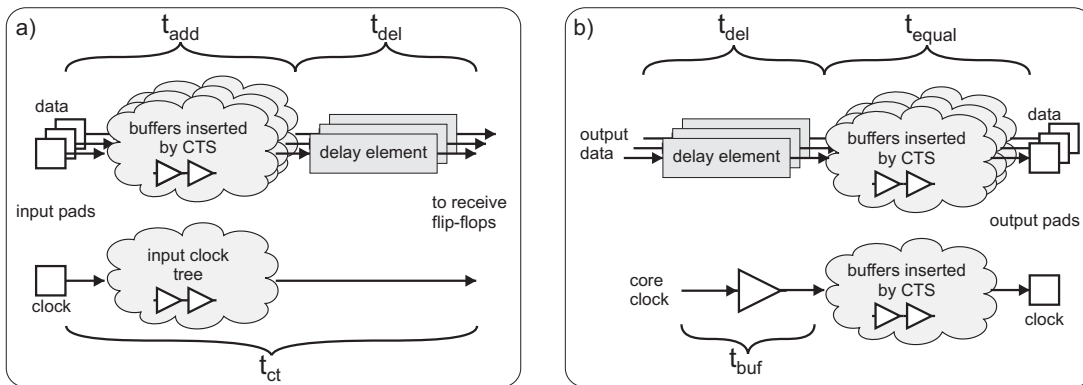 a)
t_add
t_del
data
buffers inserted
by CTS
delay element
input pads
to receive
flip-flops
input clock
tree
clock
t_ct
b)
t_del
t_equal
output
data
delay element
buffers inserted
by CTS
data
output pads
core
clock
buffers inserted
by CTS
clock
t_buf